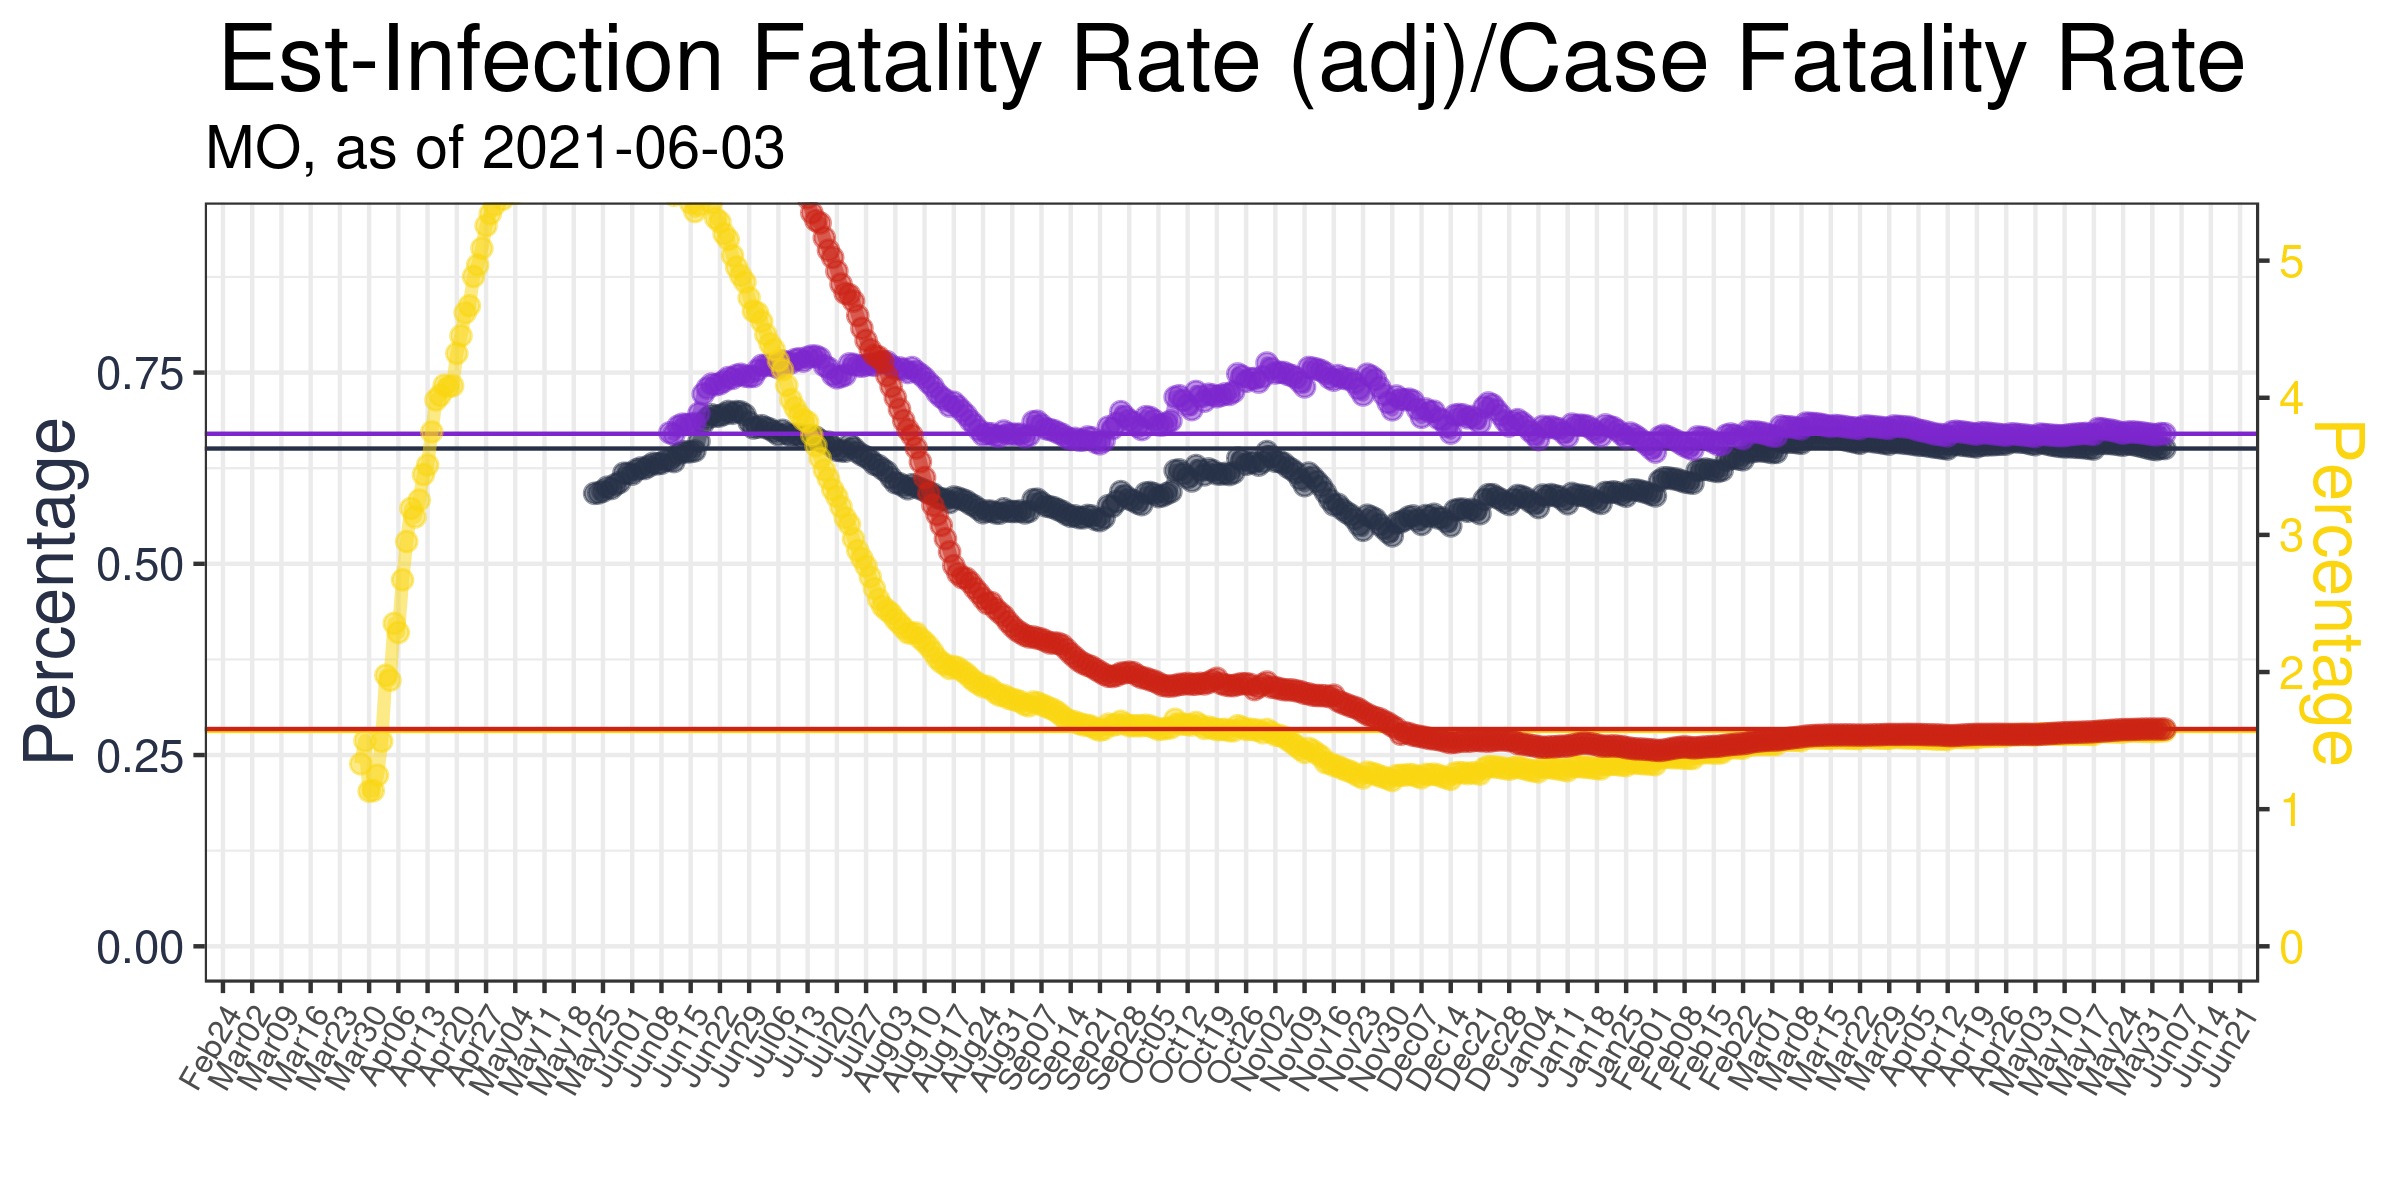 Est-Infection Fatality Rate (adj)/Case Fatality Rate
MO, as of 2021-06-03
Percentage
0.75
0.50
0.25
0.00
5
4
3
2
1
0
Percentage
Feb24
Mar02
Mar09
Mar16
Mar23
Mar30
Apr06
Apr13
Apr20
Apr27
May04
May11
May18
May25
Jun01
Jun08
Jun15
Jun22
Jun29
Jul06
Jul13
Jul20
Jul27
Aug03
Aug10
Aug17
Aug24
Aug31
Sep07
Sep14
Sep21
Sep28
Oct05
Oct12
Oct19
Oct26
Nov02
Nov09
Nov16
Nov23
Nov30
Dec07
Dec14
Dec21
Dec28
Jan04
Jan11
Jan18
Jan25
Feb01
Feb08
Feb15
Feb22
Mar01
Mar08
Mar15
Mar22
Mar29
Apr05
Apr12
Apr19
Apr26
May03
May10
May17
May24
May31
Jun07
Jun14
Jun21